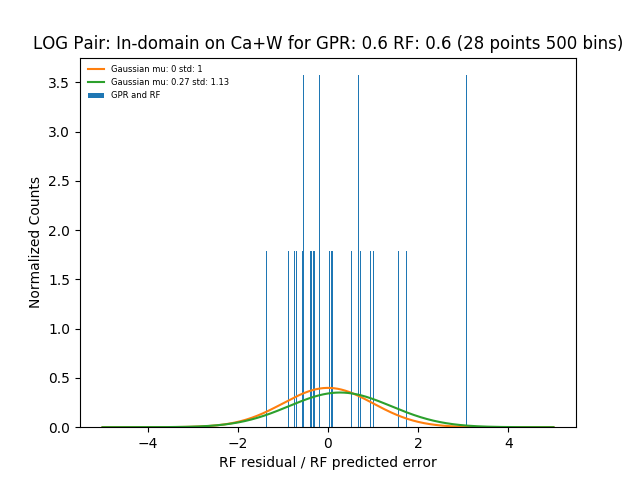 LOG Pair: In-domain on Ca+W for GPR: 0.6 RF: 0.6 (28 points 500 bins)
Gaussian mu: 0 std: 1
Gaussian mu: 0.27 std: 1.13
GPR and RF
Normalized Counts
3.5
3.0
2.5
2.0
1.5
1.0
0.5
0.0
−4 −2 0 2 4
RF residual / RF predicted error